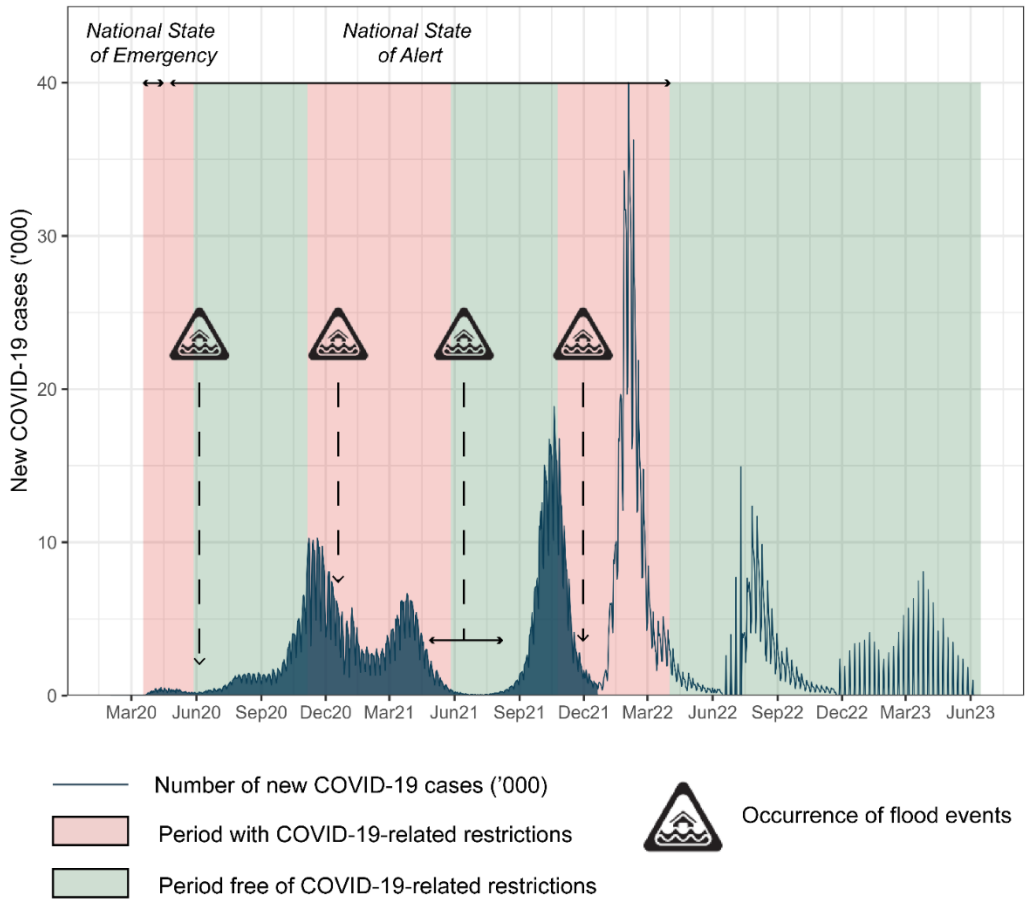 National State
of Emergency
National State
of Alert
New COVID-19 cases ('000)
40
30
20
10
0
Mar20 Jun20 Sep20 Dec20 Mar21 Jun21 Sep21 Dec21 Mar22 Jun22 Sep22 Dec22 Mar23 Jun23
Number of new COVID-19 cases ('000)
Period with COVID-19-related restrictions
Period free of COVID-19-related restrictions
Occurrence of flood events